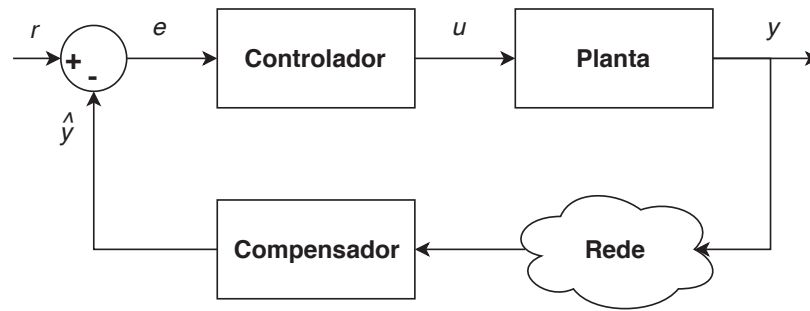 r
e
Controlador
u
Planta
y
+
-
ŷ
Compensador
Rede